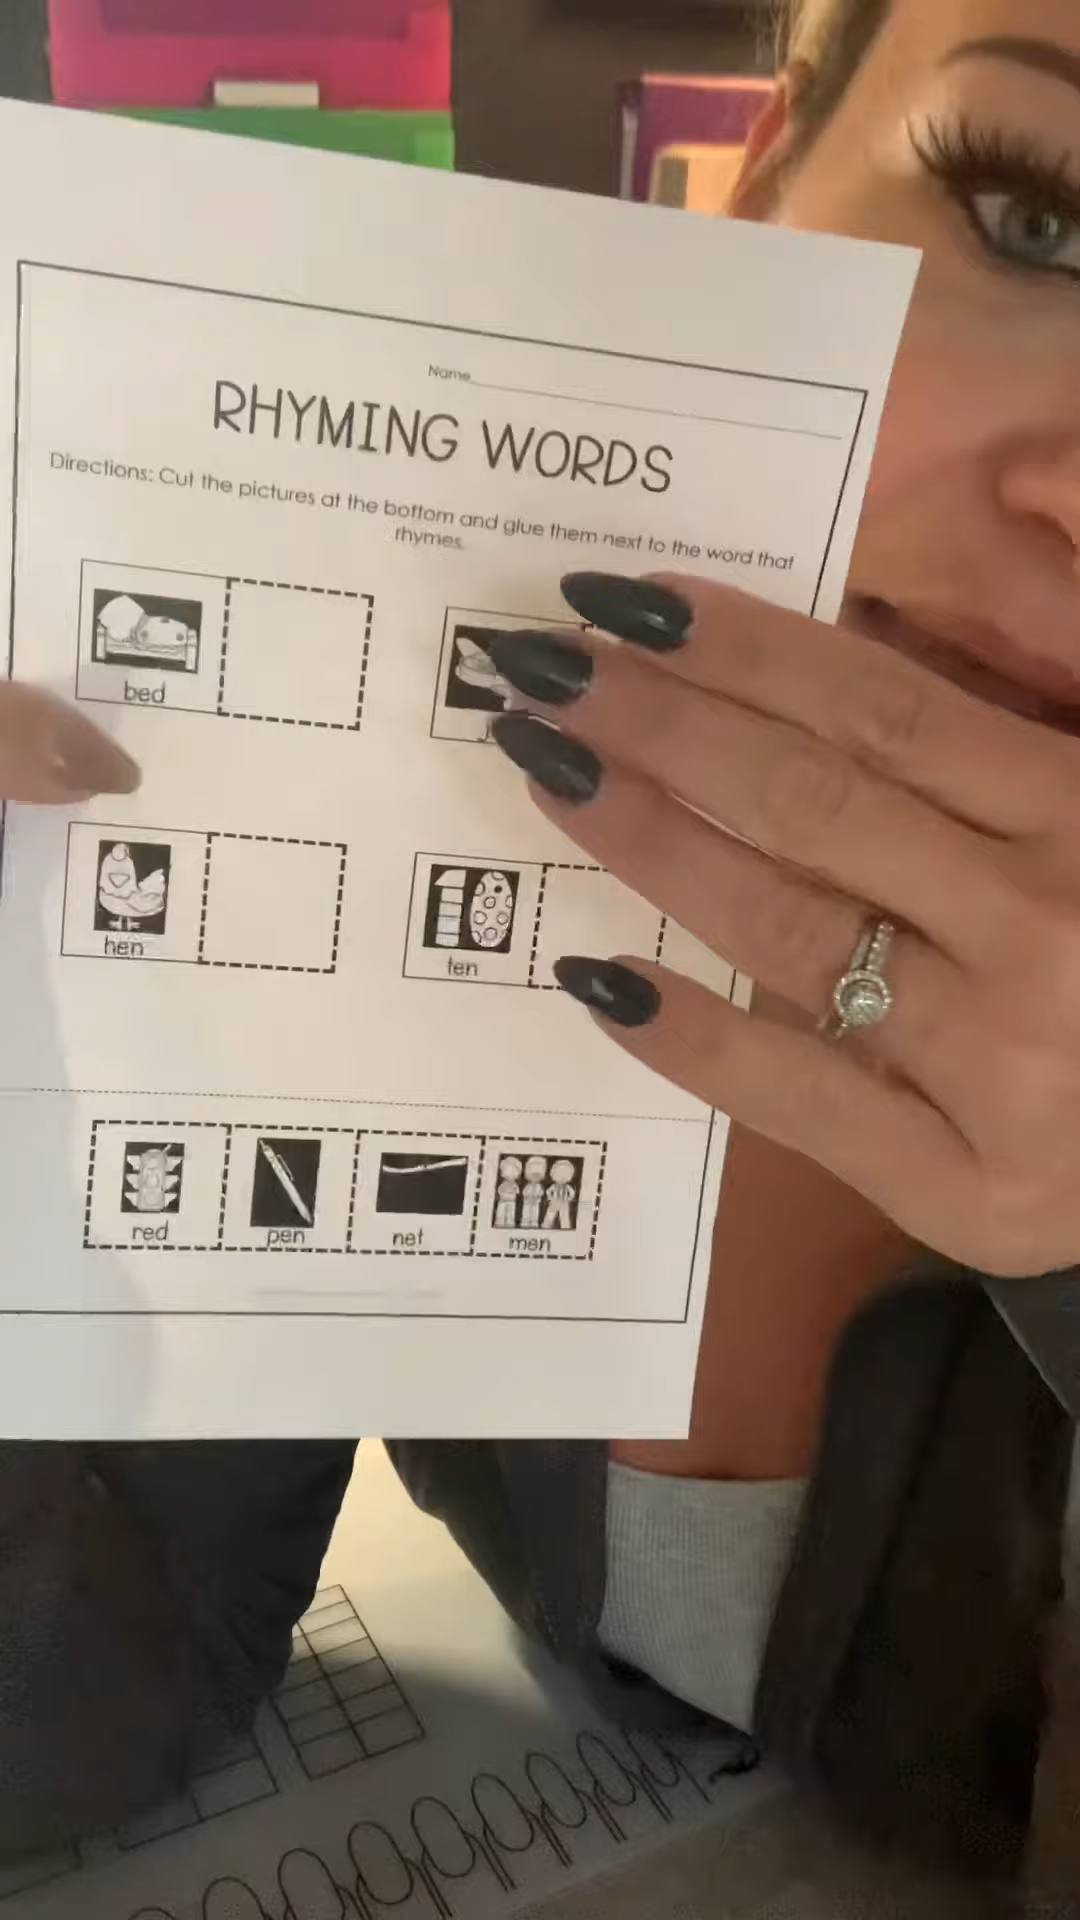 Name
RHYMING WORDS
Directions: Cut the pictures at the bottom and glue them next to the word that
rhymes.
bed
hen
ten
red
pen
net
men